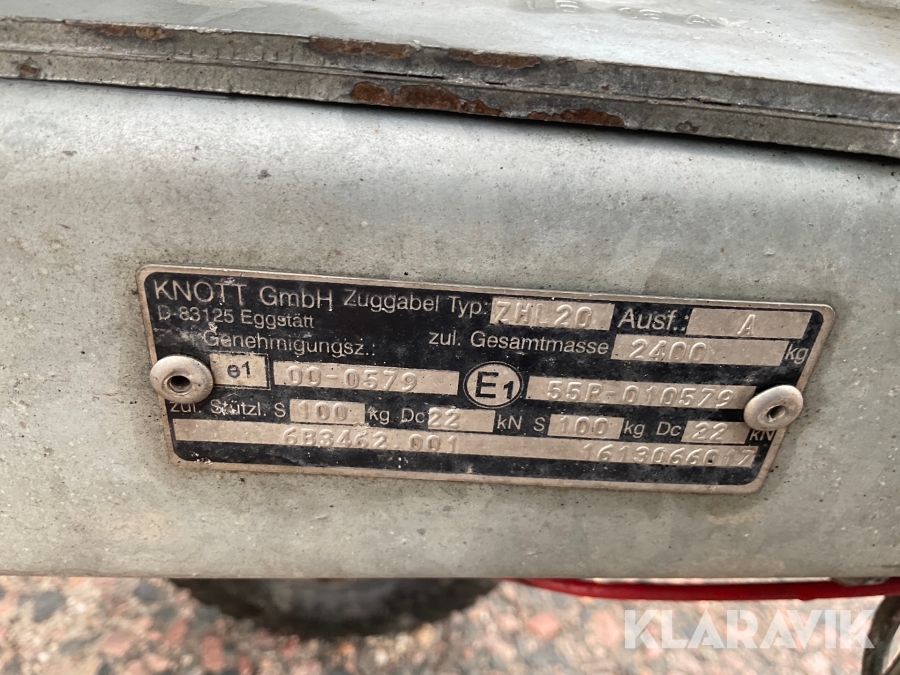 KNOTT GmbH Zuggabel Typ: ZHL20 Ausf.: A
D-83125 Eggstätt
Genehmigungsz.: zul. Gesamtmasse 2400 kg
e1 00-0579 E1 55R-010579
zul. Stützl. S 100 kg Dc 22 kN S 100 kg Dc 22 kN
6B3462.001 1613066017
KLARAVIK